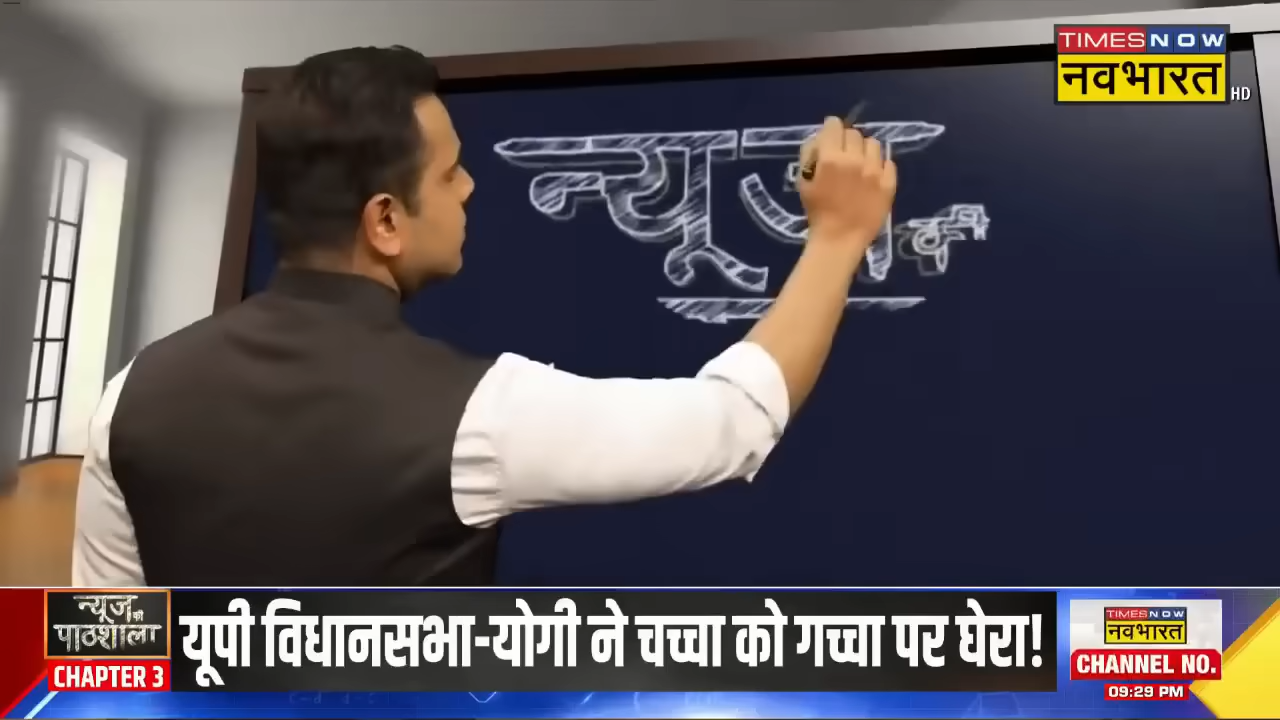 TIMES NOW
नवभारत HD
न्यूज की
न्यूज की
पाठशाला
CHAPTER 3
यूपी विधानसभा-योगी ने चच्चा को गच्चा पर घेरा!
TIMES NOW
नवभारत
CHANNEL NO.
09:29 PM